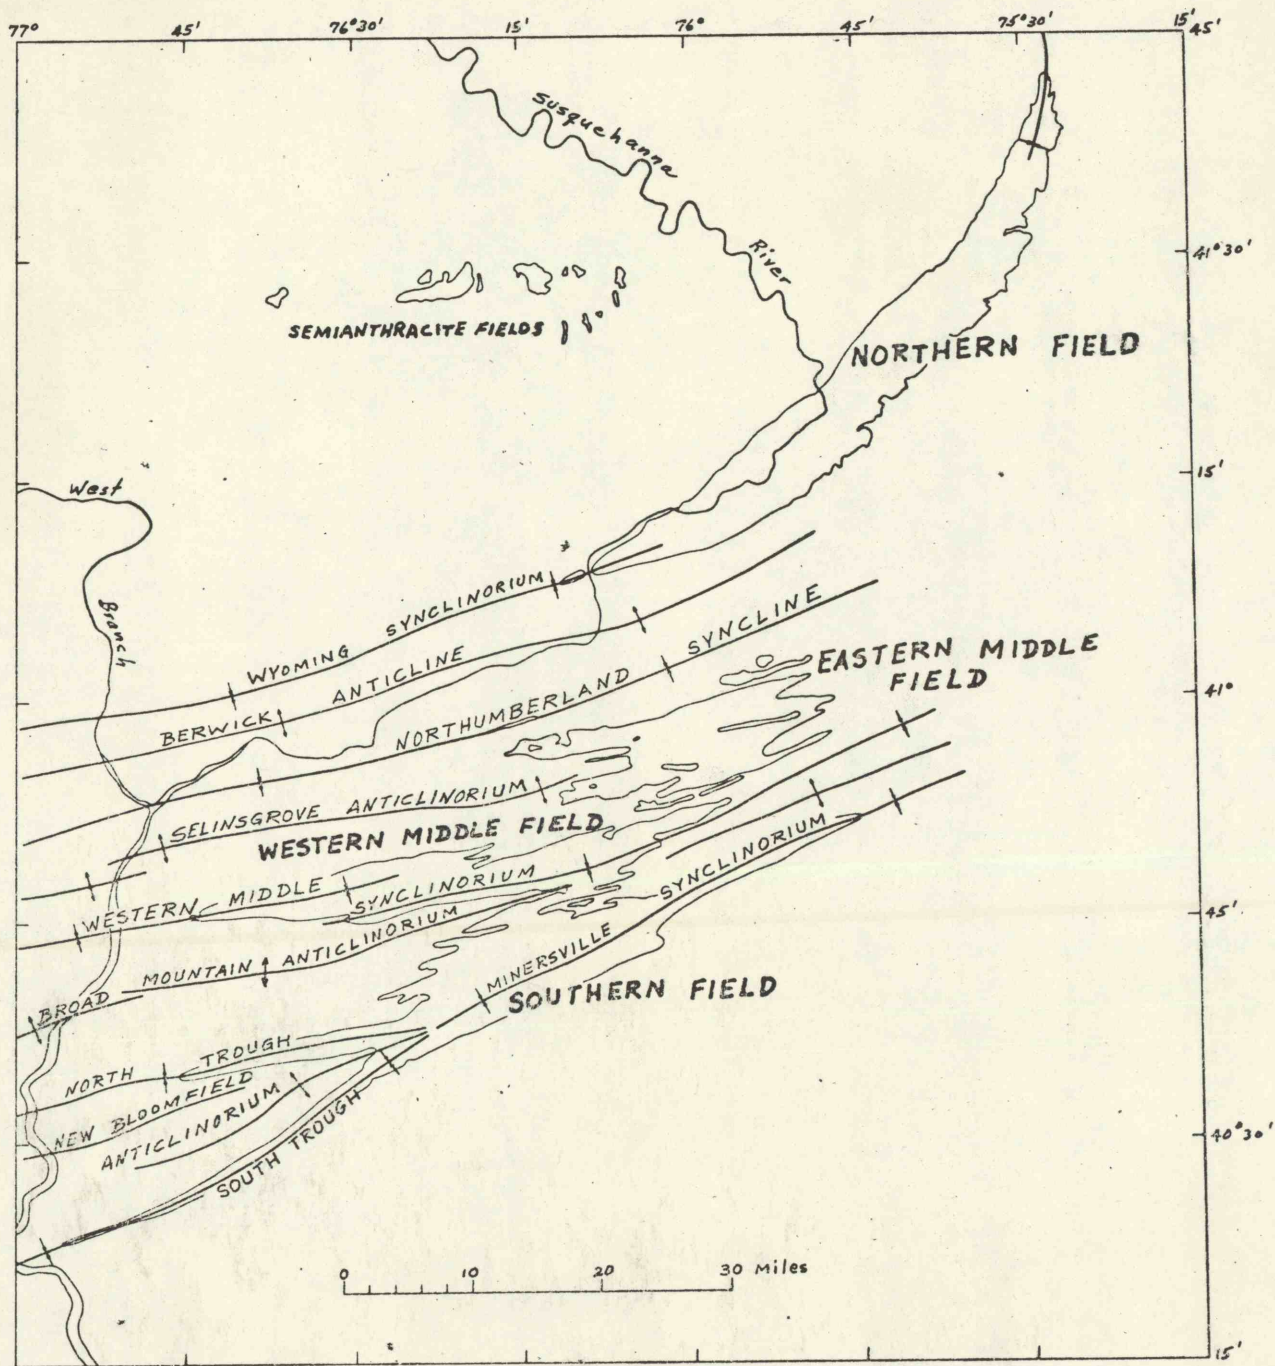 77° 45' 76°30' 15' 76° 45' 75°30' 15'
45'
Susquehanna
River
41°30'
SEMIANTHRACITE FIELDS
NORTHERN FIELD
15'
West
Branch
WYOMING SYNCLINORIUM
BERWICK ANTICLINE
NORTHUMBERLAND SYNCLINE
EASTERN MIDDLE
FIELD
41°
SELINSGROVE ANTICLINORIUM
WESTERN MIDDLE FIELD
WESTERN MIDDLE SYNCLINORIUM
SYNCLINORIUM
45'
BROAD MOUNTAIN ANTICLINORIUM
MINERSVILLE
SOUTHERN FIELD
NORTH TROUGH
NEW BLOOMFIELD
ANTICLINORIUM
SOUTH TROUGH
40°30'
0 10 20 30 Miles
15'